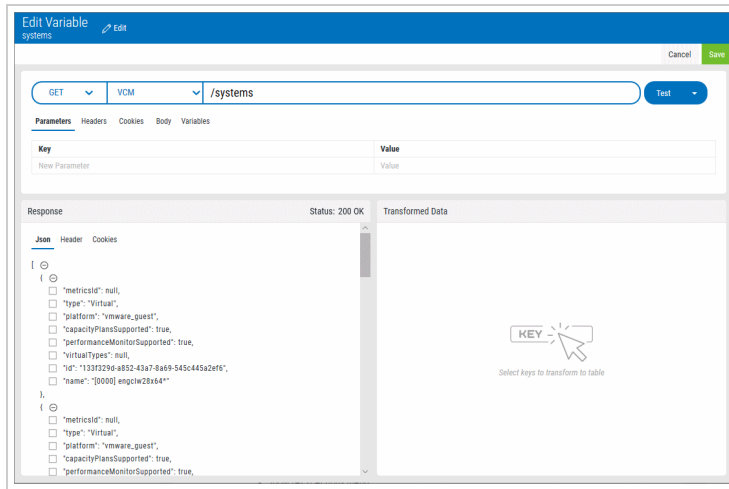 Edit Variable
systems
Edit
Cancel
Save
GET
VCM
/systems
Test
Parameters Headers Cookies Body Variables
Key Value
New Parameter Value
Response Status: 200 OK
Transformed Data
Json Header Cookies
[
{
"metricsId": null,
"type": "Virtual",
"platform": "vmware_guest",
"capacityPlansSupported": true,
"performanceMonitorSupported": true,
"virtualTypes": null,
"id": "133f329d-a852-43a7-8a69-545c445a2ef6",
"name": "[0000] engclw28x64*"
},
{
"metricsId": null,
"type": "Virtual",
"platform": "vmware_guest",
"capacityPlansSupported": true,
"performanceMonitorSupported": true,
KEY
Select keys to transform to table